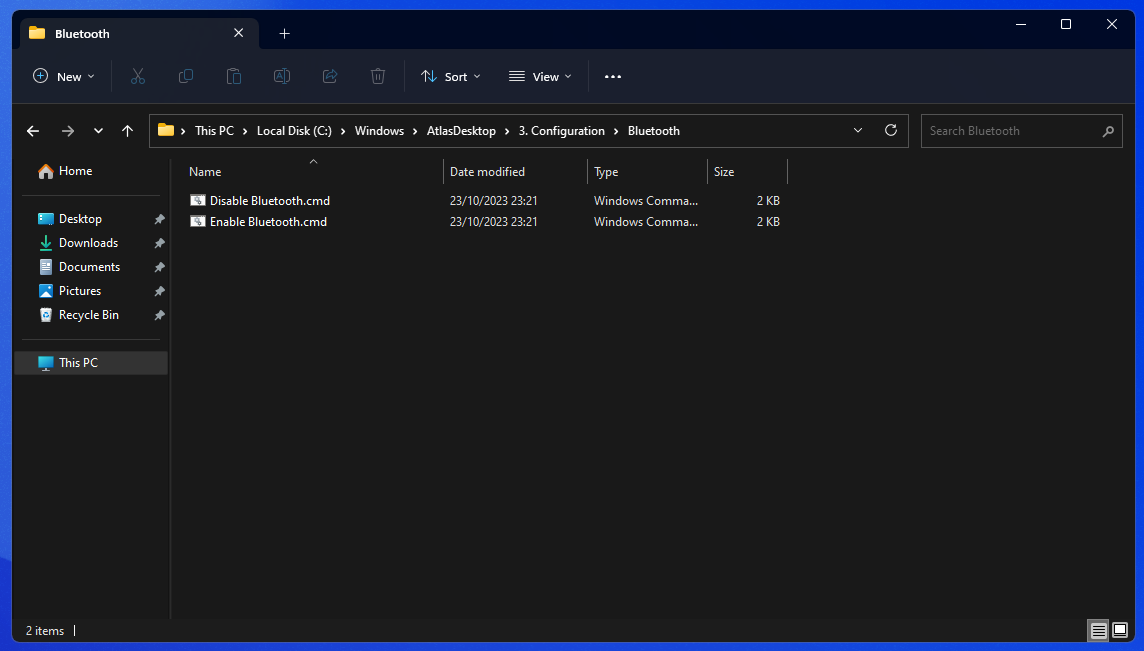 Bluetooth
New Sort View
This PC Local Disk (C:) Windows AtlasDesktop 3. Configuration Bluetooth Search Bluetooth
Home
Desktop
Downloads
Documents
Pictures
Recycle Bin
This PC
Name Date modified Type Size
Disable Bluetooth.cmd 23/10/2023 23:21 Windows Comma... 2 KB
Enable Bluetooth.cmd 23/10/2023 23:21 Windows Comma... 2 KB
2 items